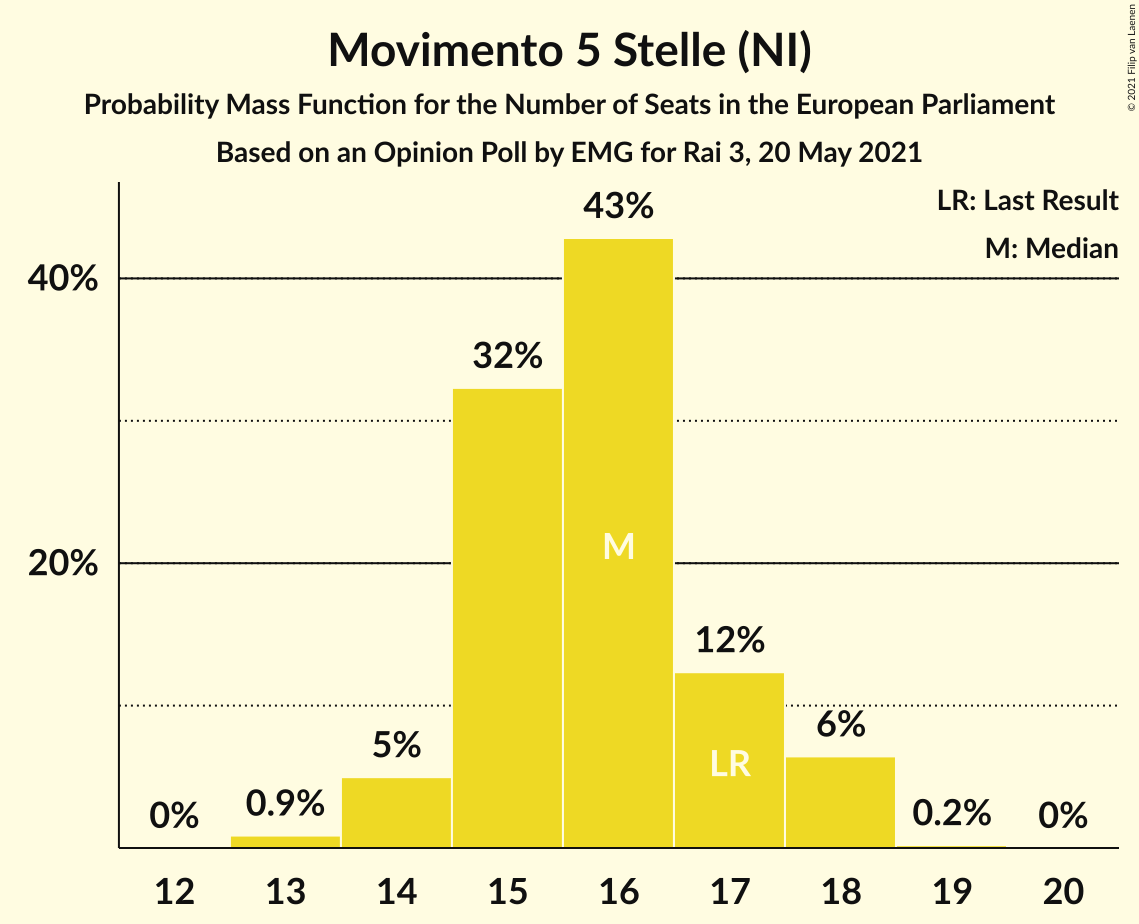 Movimento 5 Stelle (NI)
Probability Mass Function for the Number of Seats in the European Parliament
Based on an Opinion Poll by EMG for Rai 3, 20 May 2021
© 2021 Filip van Laenen
LR: Last Result
M: Median
43%
40%
32%
M
20%
12%
LR
6%
5%
0.9%
0%
0.2%
0%
12 13 14 15 16 17 18 19 20